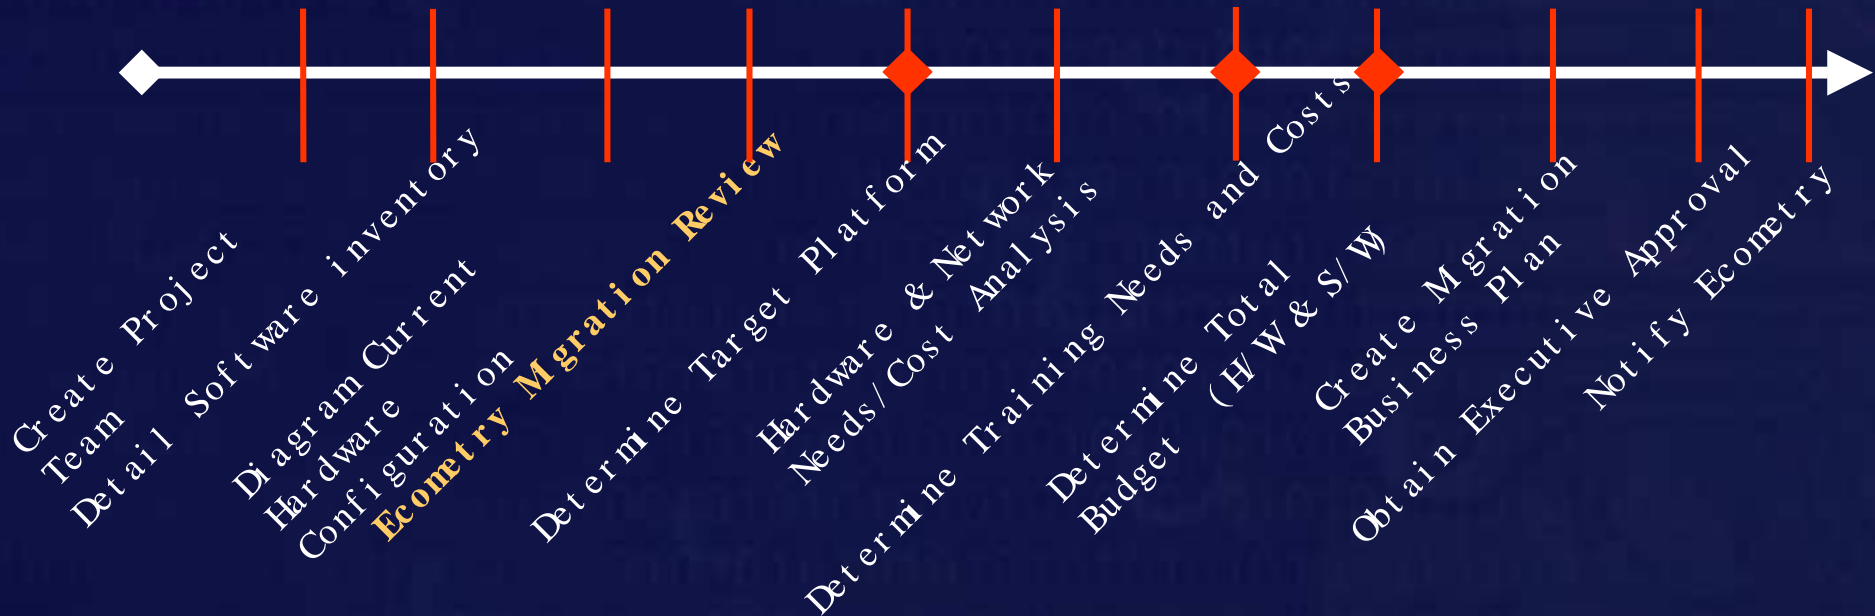 Create Project
Team
Detail Software inventory
Diagram Current
Hardware
Configuration
Ecometry Migration Review
Determine Target Platform
Hardware & Network
Needs/Cost Analysis
Determine Training Needs and Costs
Determine Total
Budget (H/W & S/W)
Create Migration
Business Plan
Obtain Executive Approval
Notify Ecometry